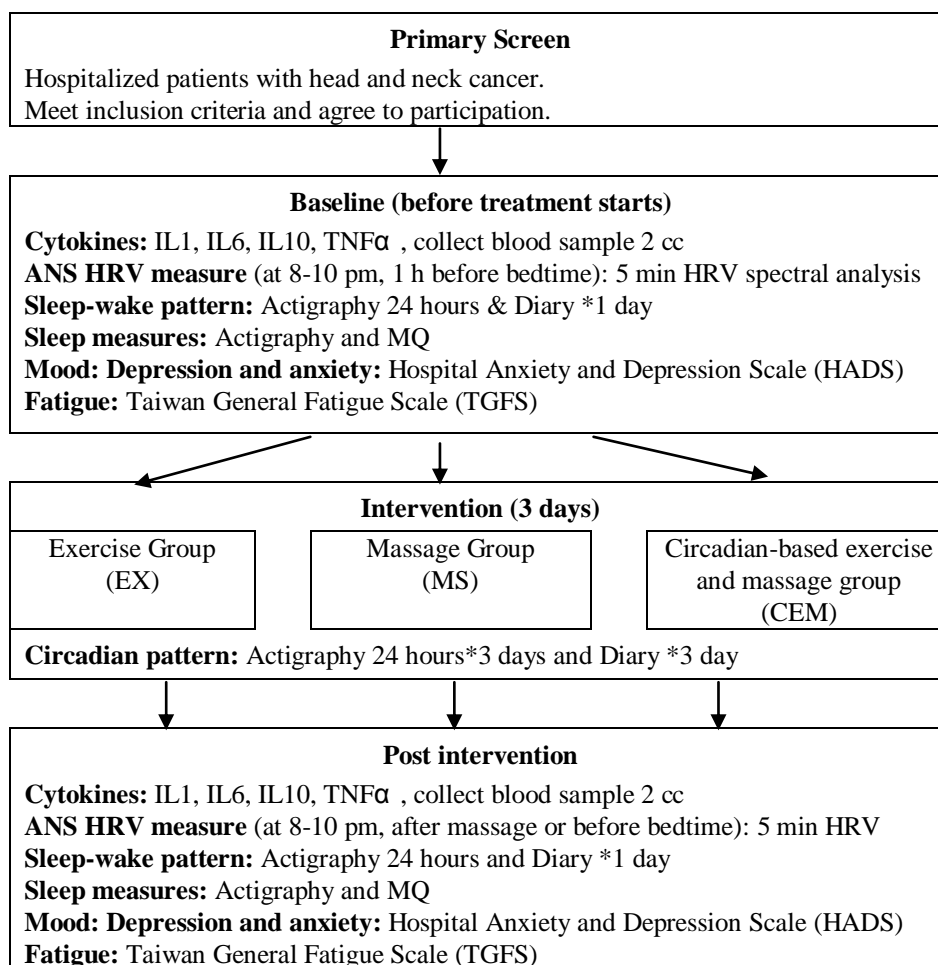 Primary Screen
Hospitalized patients with head and neck cancer.
Meet inclusion criteria and agree to participation.
Baseline (before treatment starts)
Cytokines: IL1, IL6, IL10, TNFα , collect blood sample 2 cc
ANS HRV measure (at 8-10 pm, 1 h before bedtime): 5 min HRV spectral analysis
Sleep-wake pattern: Actigraphy 24 hours & Diary *1 day
Sleep measures: Actigraphy and MQ
Mood: Depression and anxiety: Hospital Anxiety and Depression Scale (HADS)
Fatigue: Taiwan General Fatigue Scale (TGFS)
Intervention (3 days)
Exercise Group
(EX)
Massage Group
(MS)
Circadian-based exercise
and massage group
(CEM)
Circadian pattern: Actigraphy 24 hours*3 days and Diary *3 day
Post intervention
Cytokines: IL1, IL6, IL10, TNFα , collect blood sample 2 cc
ANS HRV measure (at 8-10 pm, after massage or before bedtime): 5 min HRV
Sleep-wake pattern: Actigraphy 24 hours and Diary *1 day
Sleep measures: Actigraphy and MQ
Mood: Depression and anxiety: Hospital Anxiety and Depression Scale (HADS)
Fatigue: Taiwan General Fatigue Scale (TGFS)